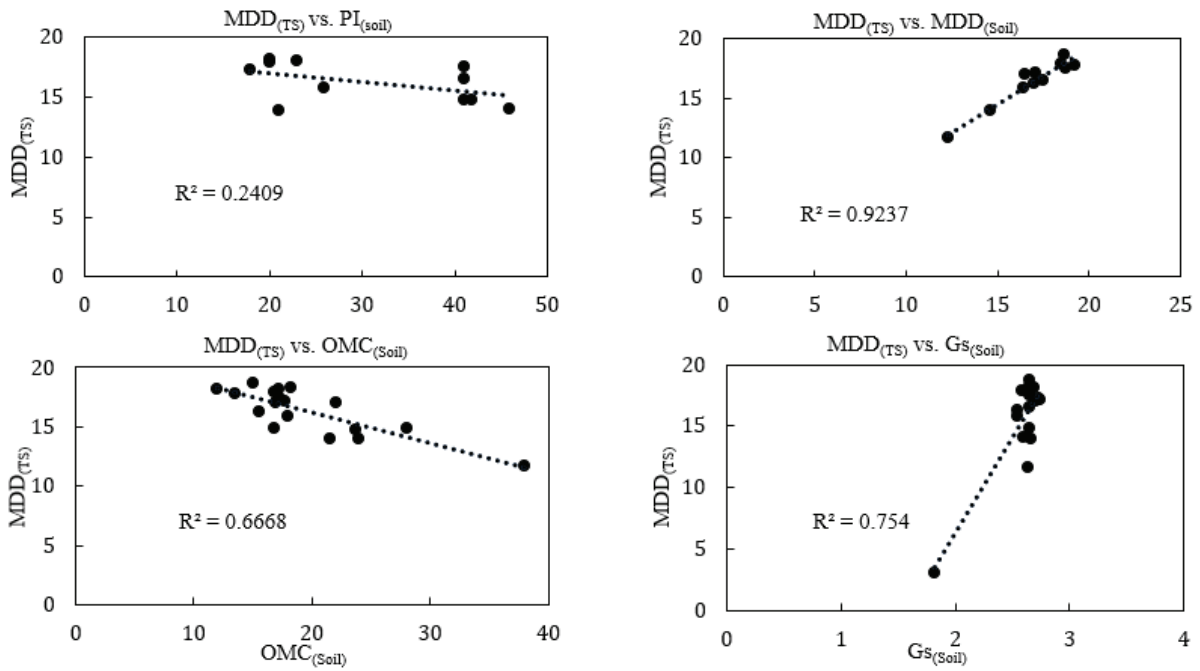 MDD(TS) vs. PI(soil)
20
15
10
5
0
MDD(TS)
R² = 0.2409
0 10 20 30 40 50
MDD(TS) vs. MDD(Soil)
20
15
10
5
0
MDD(TS)
R² = 0.9237
0 5 10 15 20 25
MDD(TS) vs. OMC(Soil)
20
15
10
5
0
MDD(TS)
R² = 0.6668
0 10 20 30 40
OMC(Soil)
MDD(TS) vs. Gs(Soil)
20
15
10
5
0
MDD(TS)
R² = 0.754
0 1 2 3 4
Gs(Soil)